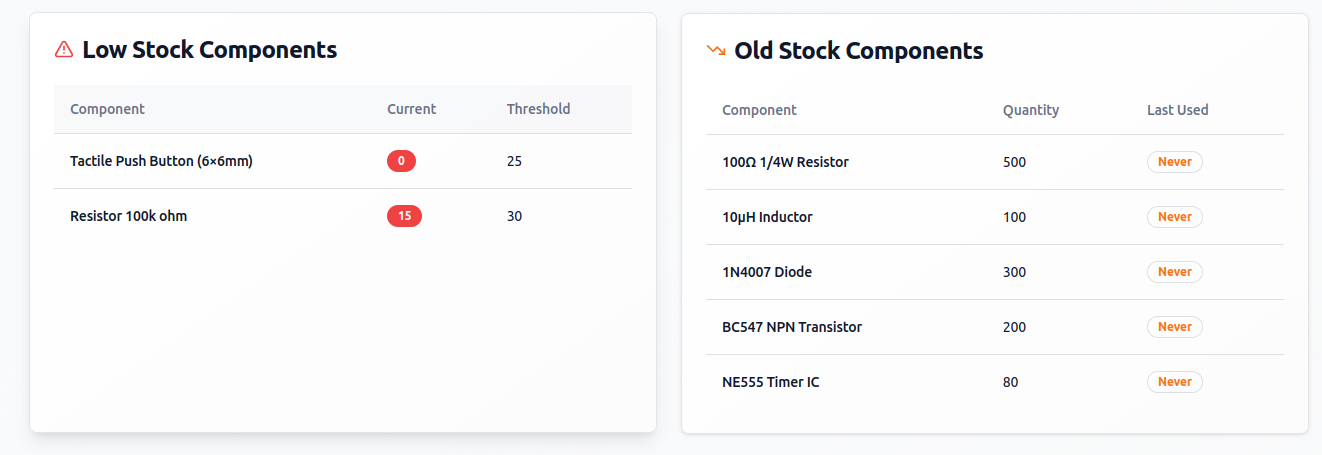 Low Stock Components
Component Current Threshold
Tactile Push Button (6×6mm) 0 25
Resistor 100k ohm 15 30
Old Stock Components
Component Quantity Last Used
100Ω 1/4W Resistor 500 Never
10µH Inductor 100 Never
1N4007 Diode 300 Never
BC547 NPN Transistor 200 Never
NE555 Timer IC 80 Never